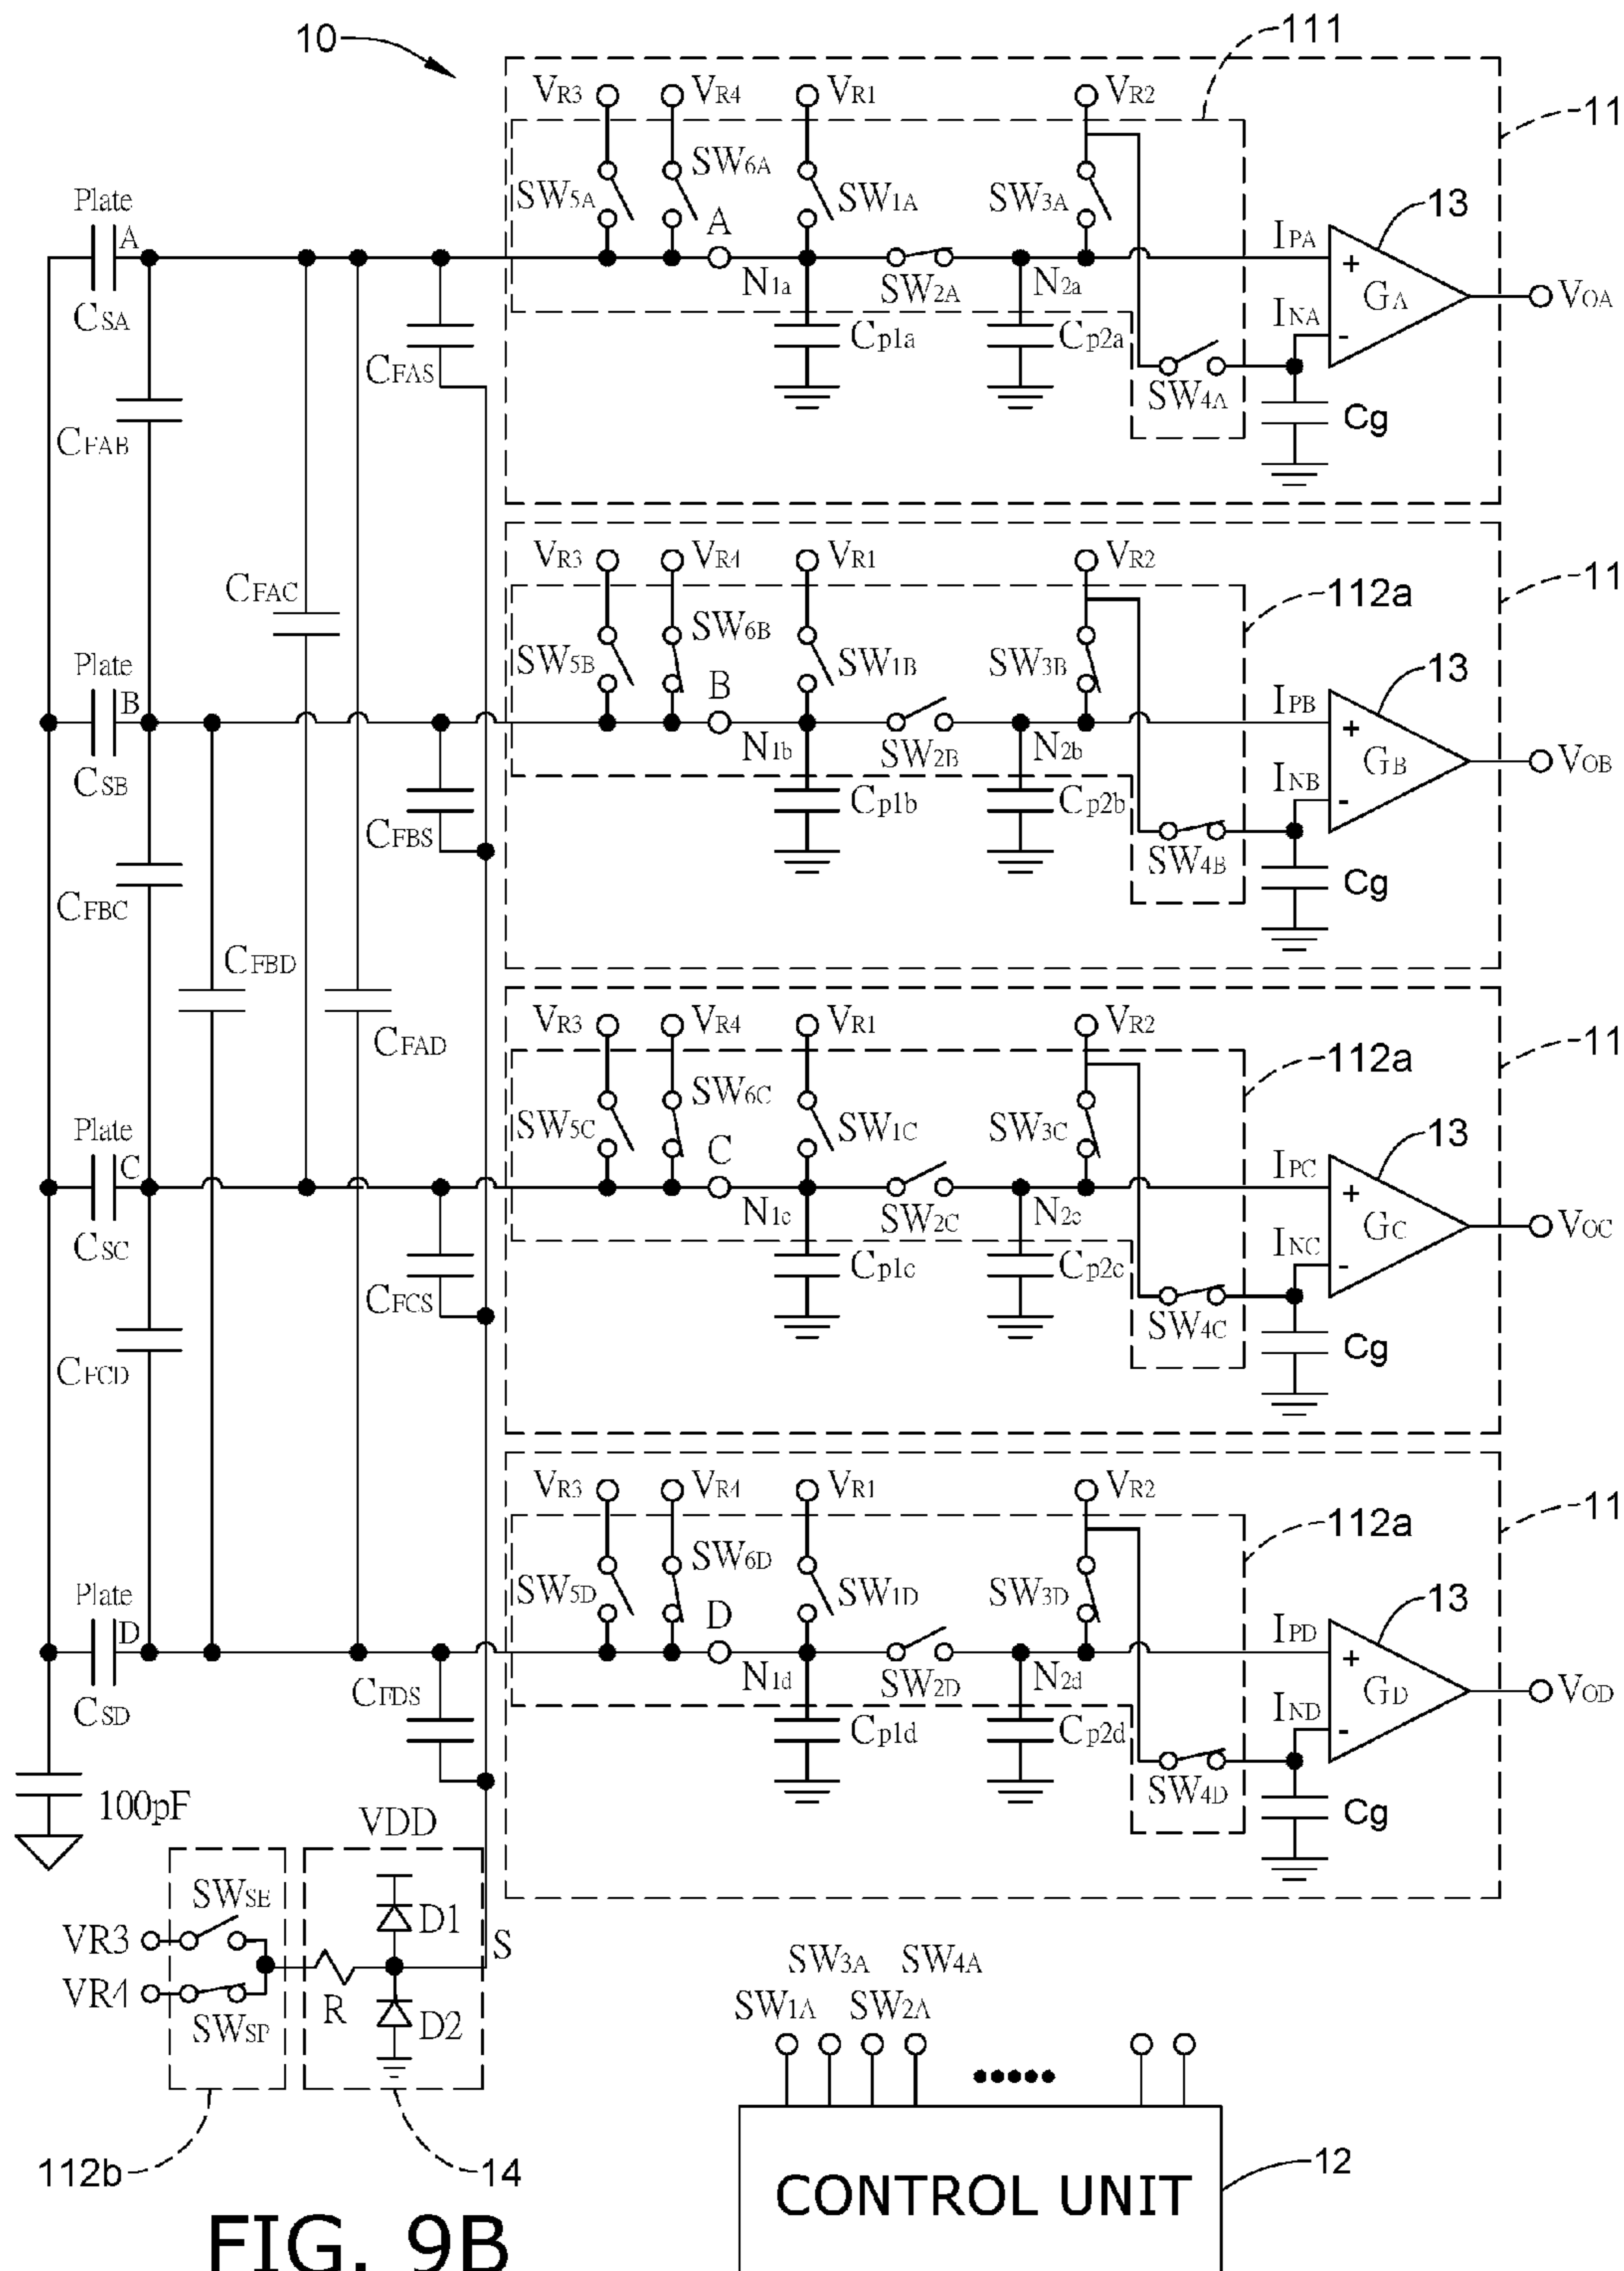 10
111
11
VR3 VR4 VR1 VR2
SW5A SW6A SW1A SW3A
Plate A
CSA
A
N1a SW2A N2a
IPA
INA
+
-
GA
13
VOA
CFAS
Cp1a
Cp2a
SW4A
Cg
CFAB
VR3 VR4 VR1 VR2
11
112a
CFAC
SW5B SW6B SW1B SW3B
Plate B
CSB
B
N1b SW2B N2b
IPB
INB
+
-
GB
13
VOB
CFBS
Cp1b
Cp2b
SW4B
Cg
CFBC
CFBD
CFAD
VR3 VR4 VR1 VR2
11
112a
SW5C SW6C SW1C SW3C
Plate C
CSC
C
N1c SW2C N2c
IPC
INC
+
-
GC
13
VOC
CFCS
Cp1c
Cp2c
SW4C
Cg
CFCD
VR3 VR4 VR1 VR2
11
112a
SW5D SW6D SW1D SW3D
Plate D
CSD
D
N1d SW2D N2d
IPD
IND
+
-
GD
13
VOD
CFDS
Cp1d
Cp2d
SW4D
Cg
100pF
VDD
SWSE
VR3
VR4
SWSP
R
D1
D2
S
112b
14
SW3A SW4A
SW1A SW2A
CONTROL UNIT
12
FIG. 9B